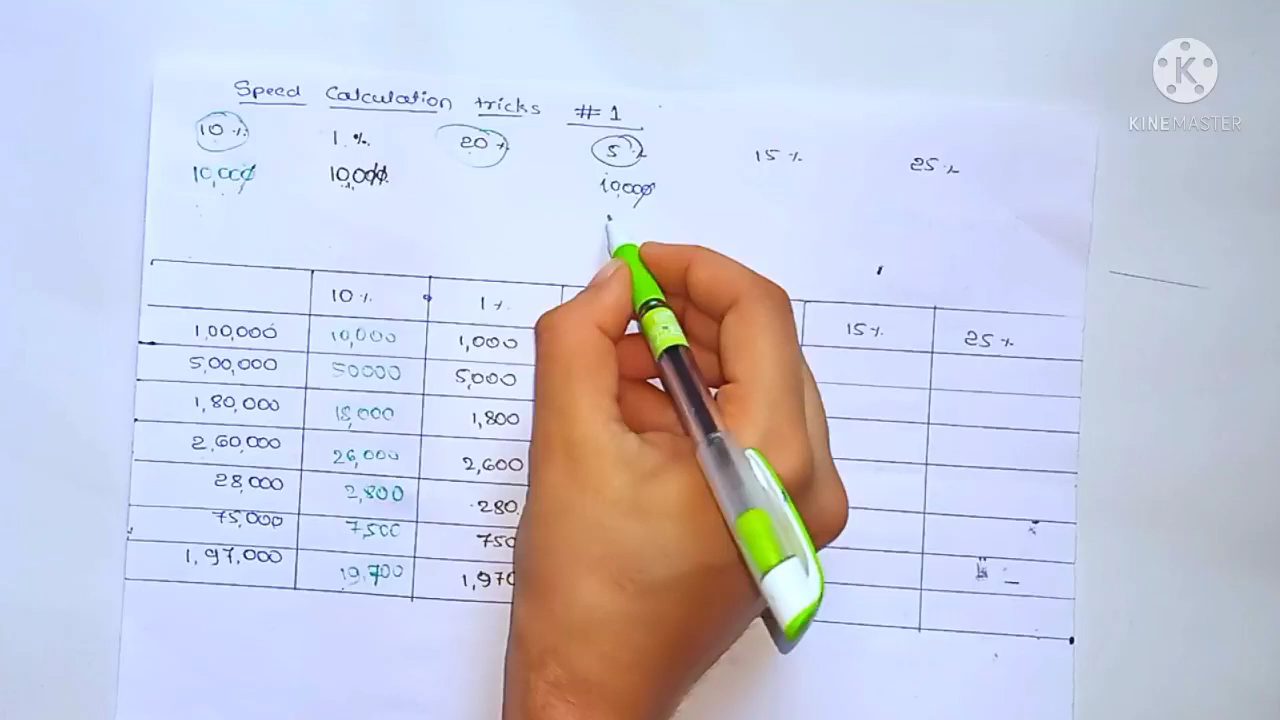 Speed Calculation tricks #1
10% 1% 20% 5% 15% 25%
10,000 10,000 10,000
10% 1% 15% 25%
1,00,000 10,000 1,000
5,00,000 50000 5,000
1,80,000 18,000 1,800
2,60,000 26,000 2,600
28,000 2,800 280
75,000 7500 750
1,97,000 19,700 1,970
KINEMASTER